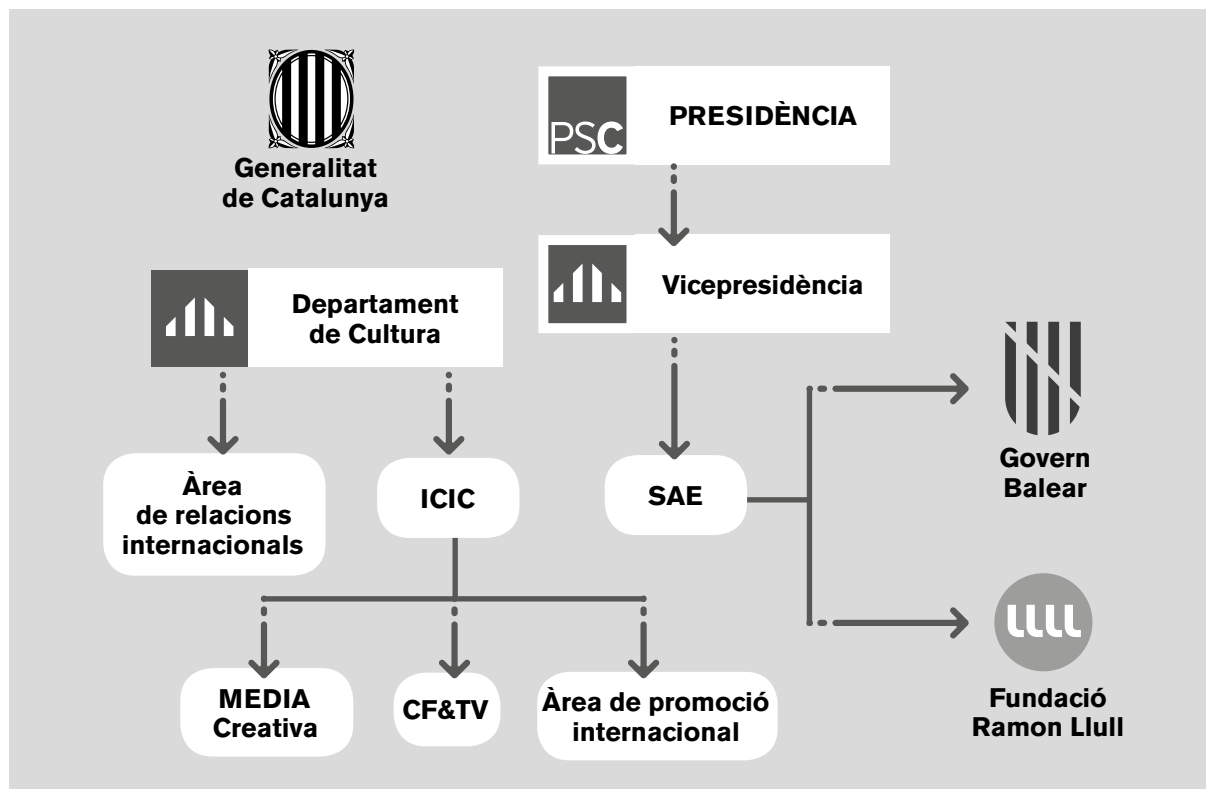 Generalitat
de Catalunya
PSC
PRESIDÈNCIA
Vicepresidència
Departament
de Cultura
Àrea
de relacions
internacionals
ICIC
SAE
Govern
Balear
MEDIA
Creativa
CF&TV
Àrea de promoció
internacional
Fundació
Ramon Llull